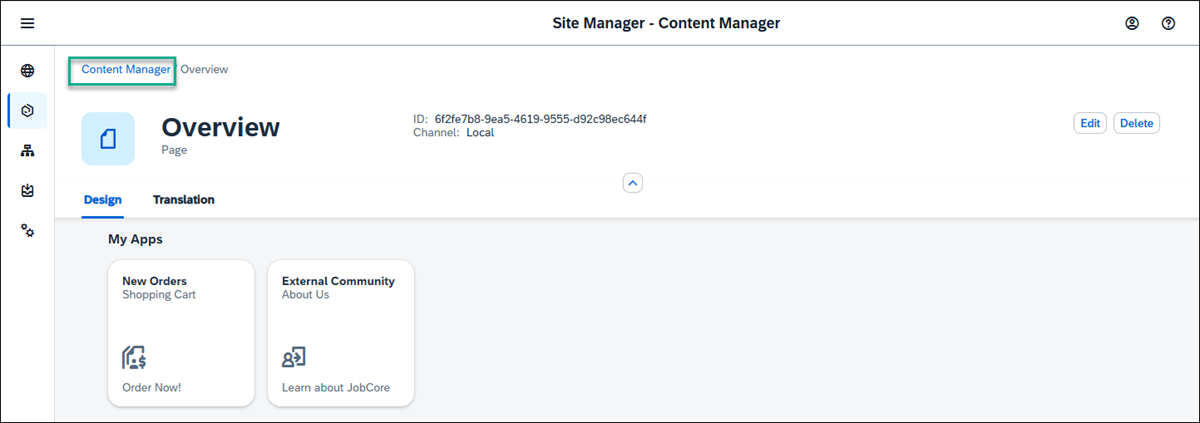 Site Manager - Content Manager
Content Manager / Overview
Overview
Page
ID: 6f2fe7b8-9ea5-4619-9555-d92c98ec644f
Channel: Local
Edit
Delete
Design
Translation
My Apps
New Orders
Shopping Cart
Order Now!
External Community
About Us
Learn about JobCore